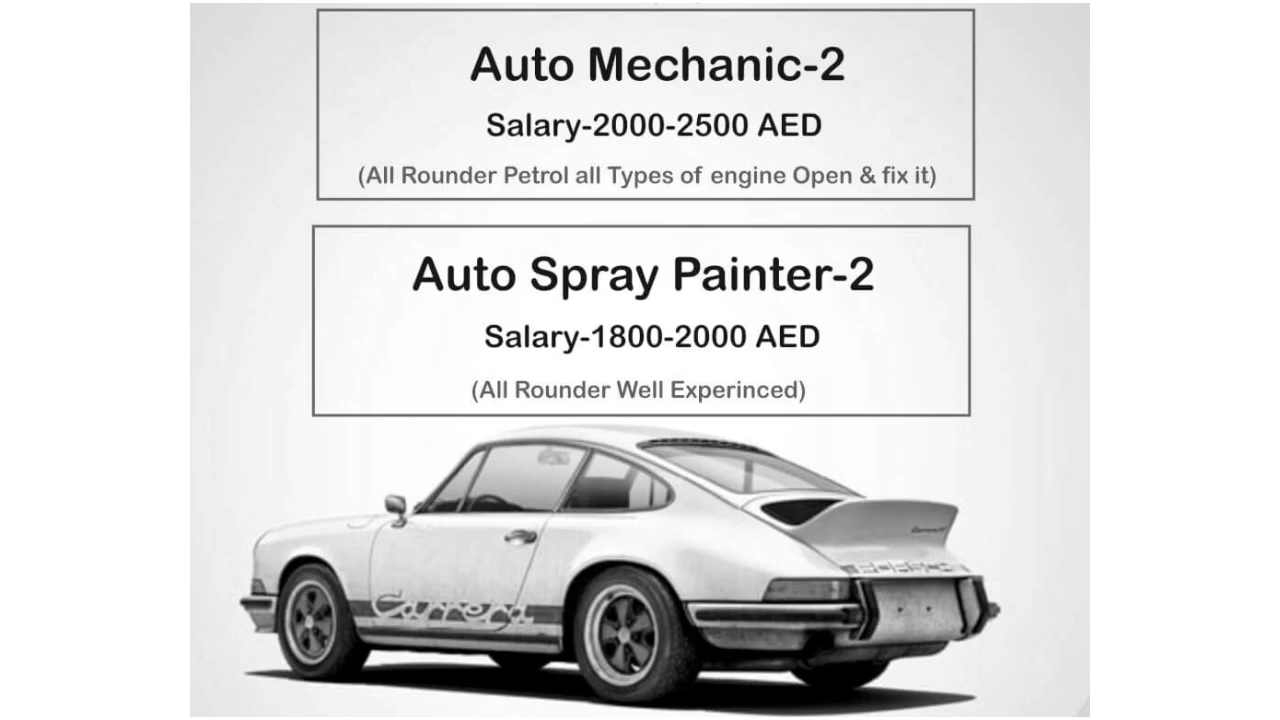 Auto Mechanic-2
Salary-2000-2500 AED
(All Rounder Petrol all Types of engine Open & fix it)
Auto Spray Painter-2
Salary-1800-2000 AED
(All Rounder Well Experinced)
Carrera